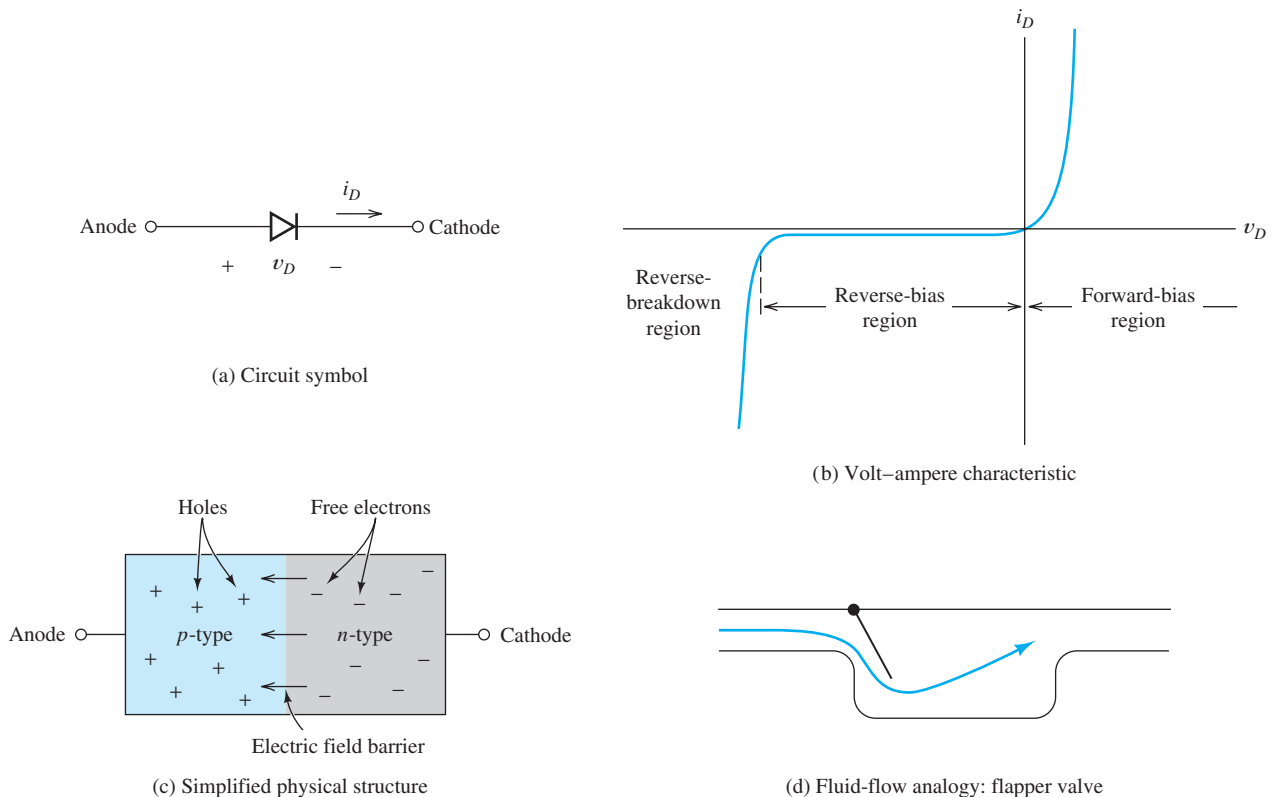 Anode
Cathode
i_D
+ v_D −
(a) Circuit symbol
i_D
v_D
Reverse-
breakdown
region
Reverse-bias
region
Forward-bias
region
(b) Volt–ampere characteristic
Holes
Free electrons
Anode
p-type
n-type
Cathode
+ + + + + + +
− − − − − − − −
Electric field barrier
(c) Simplified physical structure
(d) Fluid-flow analogy: flapper valve